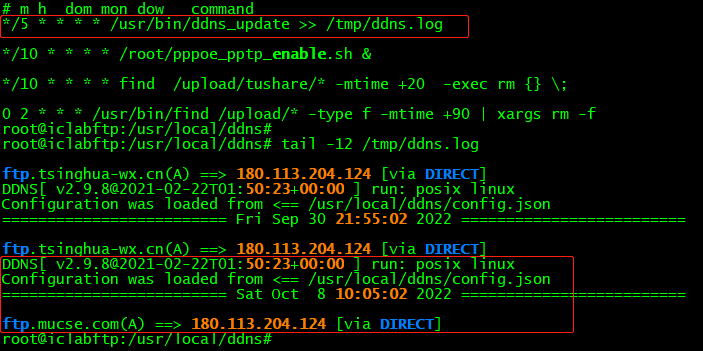 # m h  dom mon dow   command
*/5 * * * * /usr/bin/ddns_update >> /tmp/ddns.log
*/10 * * * * /root/pppoe_pptp_enable.sh &
*/10 * * * * find  /upload/tushare/* -mtime +20  -exec rm {} \;
0 2 * * * /usr/bin/find /upload/* -type f -mtime +90 | xargs rm -f
root@iclabftp:/usr/local/ddns#
root@iclabftp:/usr/local/ddns# tail -12 /tmp/ddns.log
ftp.tsinghua-wx.cn(A) ==> 180.113.204.124 [via DIRECT]
DDNS[ v2.9.8@2021-02-22T01:50:23+00:00 ] run: posix linux
Configuration was loaded from <== /usr/local/ddns/config.json
========================= Fri Sep 30 21:55:02 2022 =========================
ftp.tsinghua-wx.cn(A) ==> 180.113.204.124 [via DIRECT]
DDNS[ v2.9.8@2021-02-22T01:50:23+00:00 ] run: posix linux
Configuration was loaded from <== /usr/local/ddns/config.json
========================= Sat Oct  8 10:05:02 2022 =========================
ftp.mucse.com(A) ==> 180.113.204.124 [via DIRECT]
root@iclabftp:/usr/local/ddns#